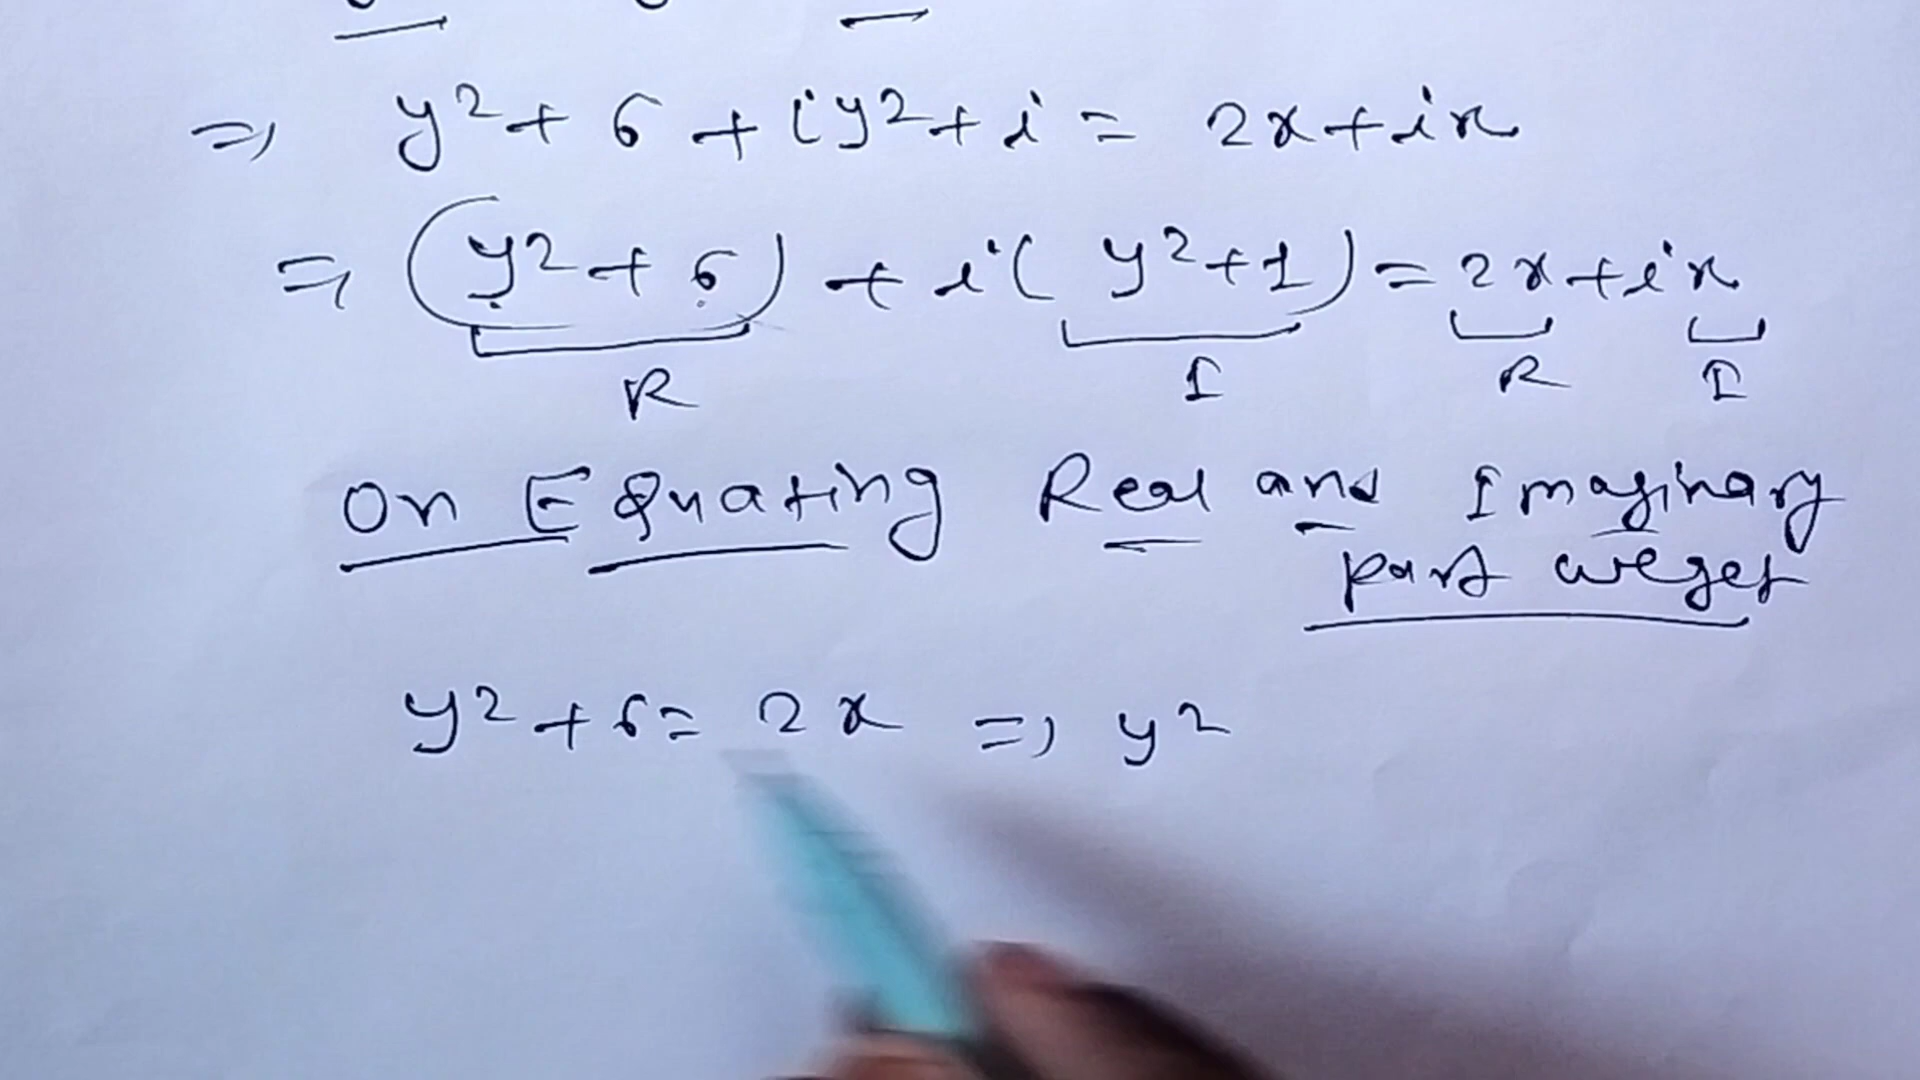 => y² + 6 + iy² + i = 2x + ix
=> (y² + 6) + i( y² + 1) = 2x + ix
R I R I
On Equating Real and Imaginary
part we get
y² + 6 = 2x => y²